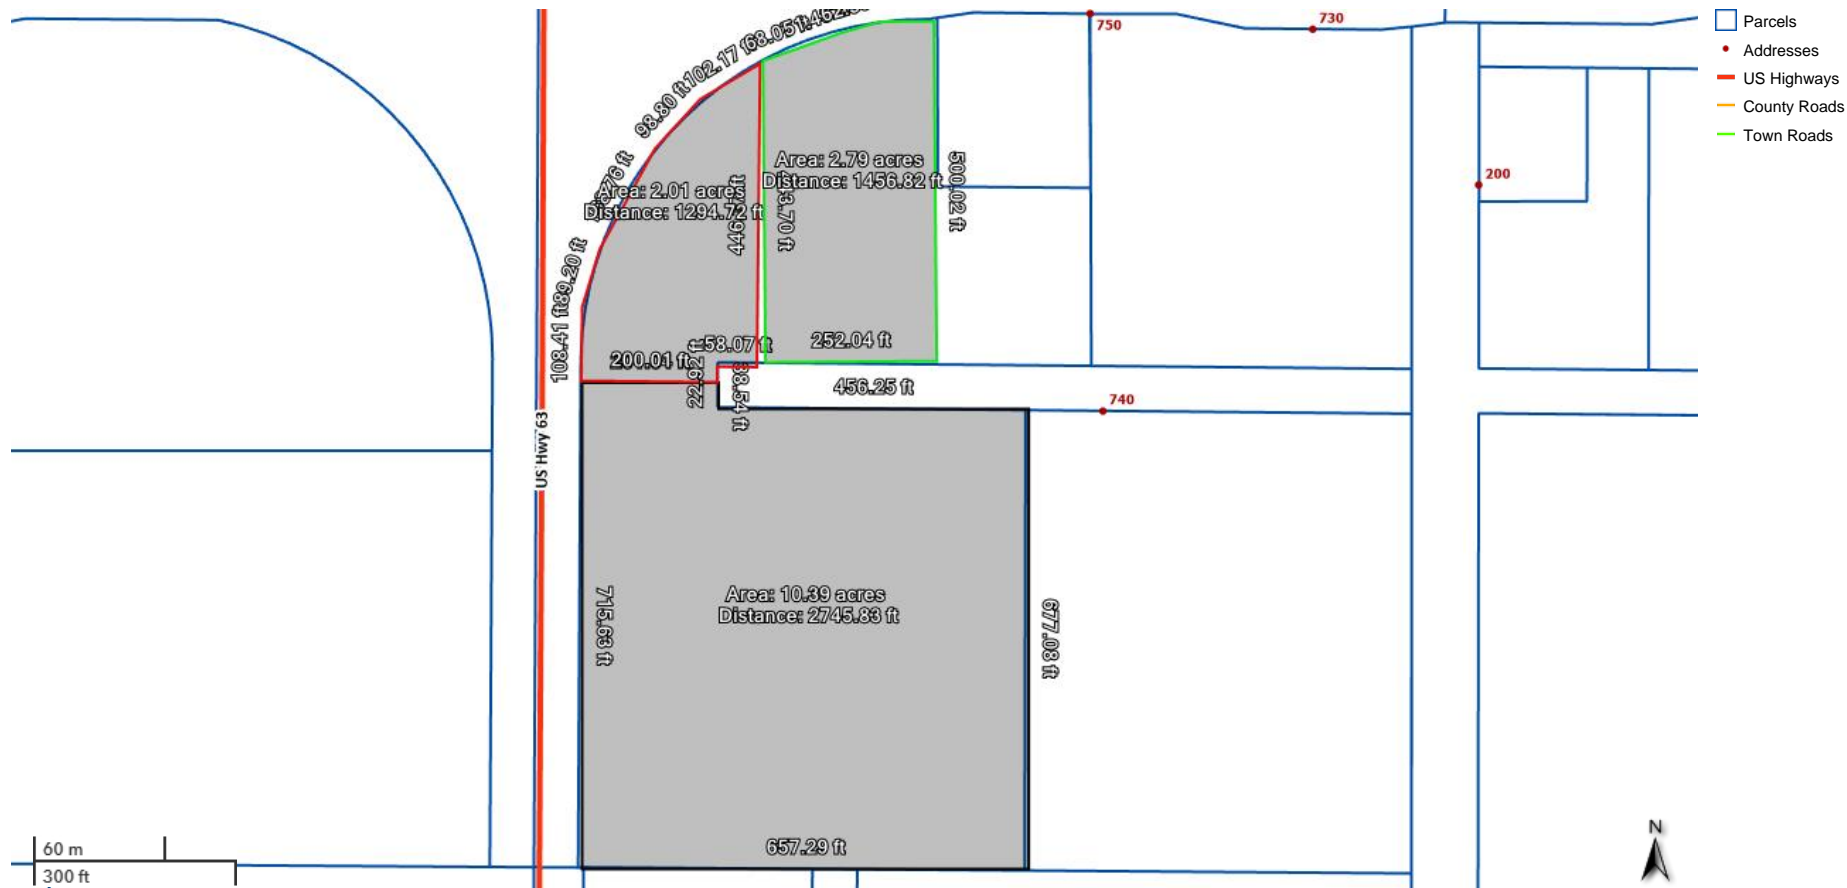 68.05 ft
102.17 ft
98.80 ft
750
730
Parcels
Addresses
US Highways
County Roads
Town Roads
Area: 2.79 acres
Distance: 1456.82 ft
500.02 ft
200
Area: 2.01 acres
Distance: 1294.72 ft
89.20 ft
108.41 ft
58.07 ft
252.04 ft
200.01 ft
22.92 ft
38.54 ft
456.25 ft
740
US Hwy 63
715.63 ft
Area: 10.39 acres
Distance: 2745.83 ft
677.08 ft
657.29 ft
60 m
300 ft
N